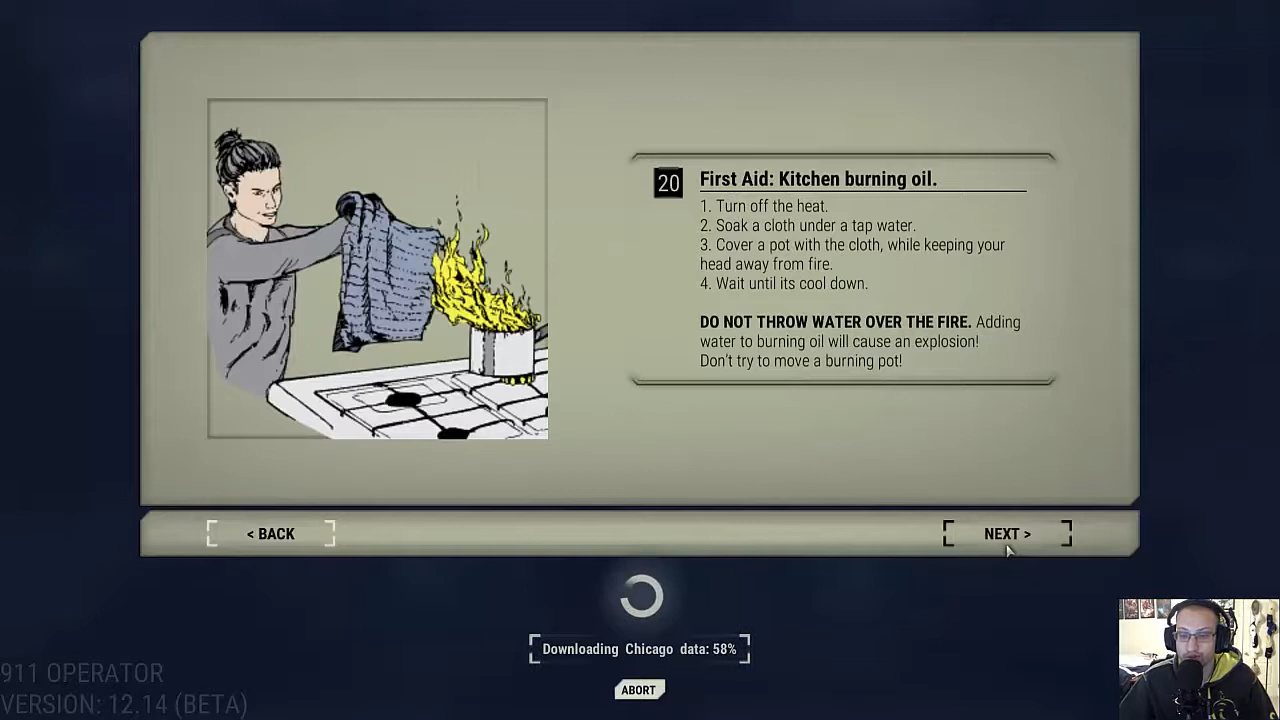 20
First Aid: Kitchen burning oil.
1. Turn off the heat.
2. Soak a cloth under a tap water.
3. Cover a pot with the cloth, while keeping your
head away from fire.
4. Wait until its cool down.
DO NOT THROW WATER OVER THE FIRE. Adding
water to burning oil will cause an explosion!
Don't try to move a burning pot!
< BACK
NEXT >
Downloading Chicago data: 58%
ABORT
911 OPERATOR
VERSION: 12.14 (BETA)